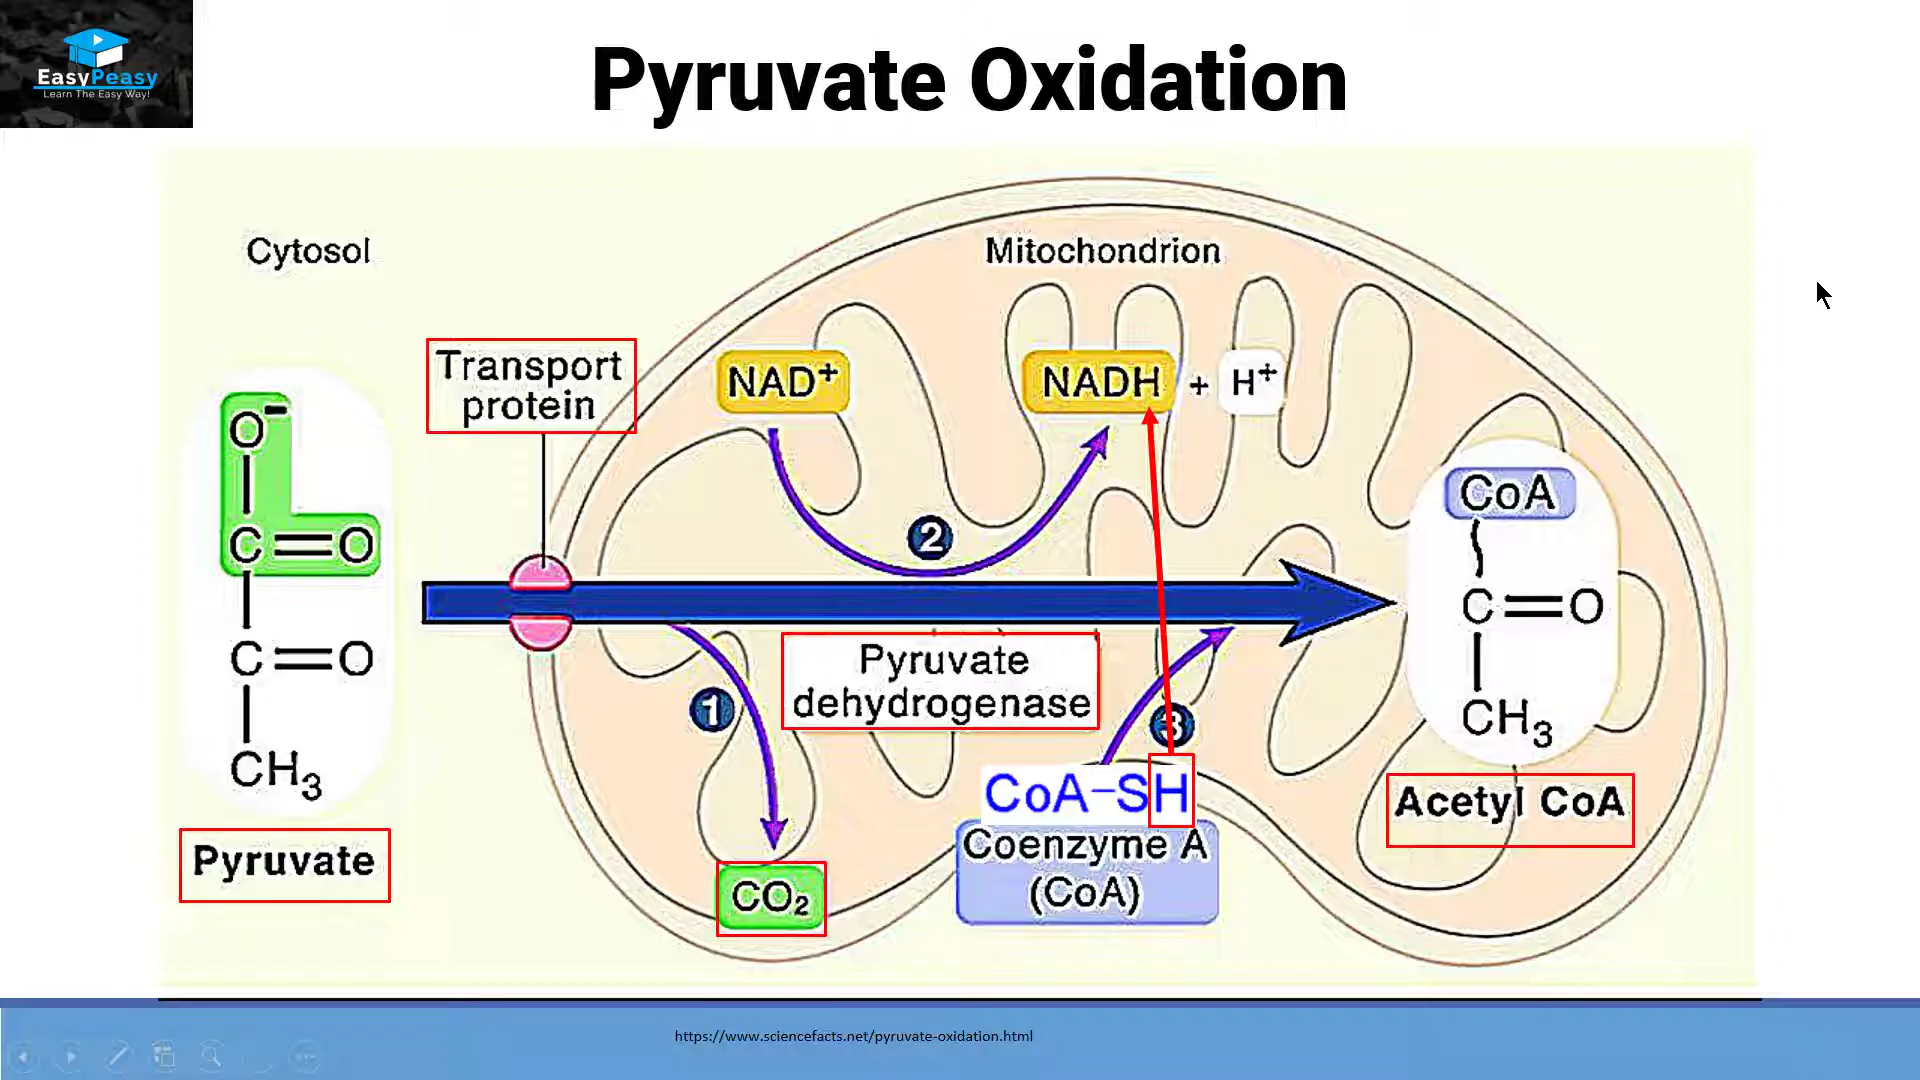 EasyPeasy
Learn The Easy Way!
Pyruvate Oxidation
Cytosol
Mitochondrion
Transport
protein
NAD⁺
NADH + H⁺
O⁻
C=O
C=O
CH₃
Pyruvate
2
1
Pyruvate
dehydrogenase
3
CO₂
CoA-SH
Coenzyme A
(CoA)
CoA
C=O
CH₃
Acetyl CoA
https://www.sciencefacts.net/pyruvate-oxidation.html